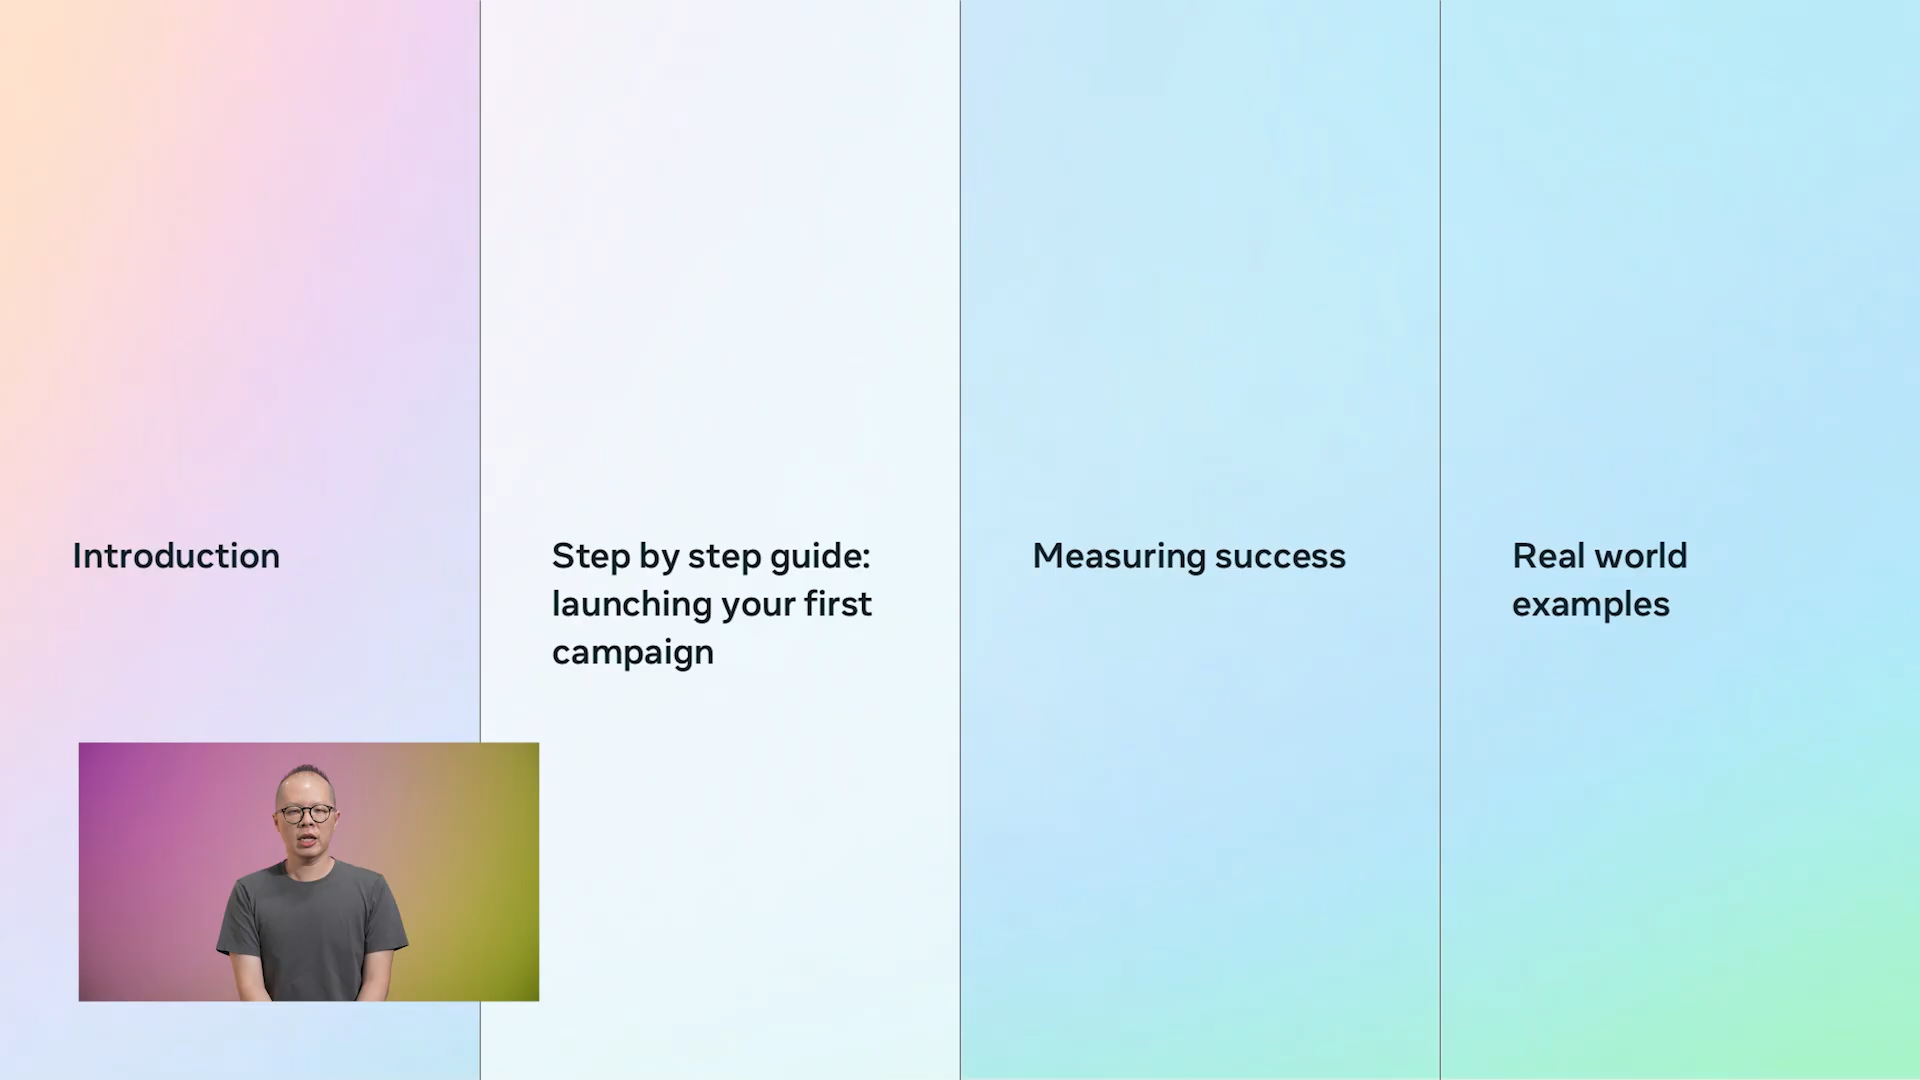 Introduction
Step by step guide:
launching your first
campaign
Measuring success
Real world
examples